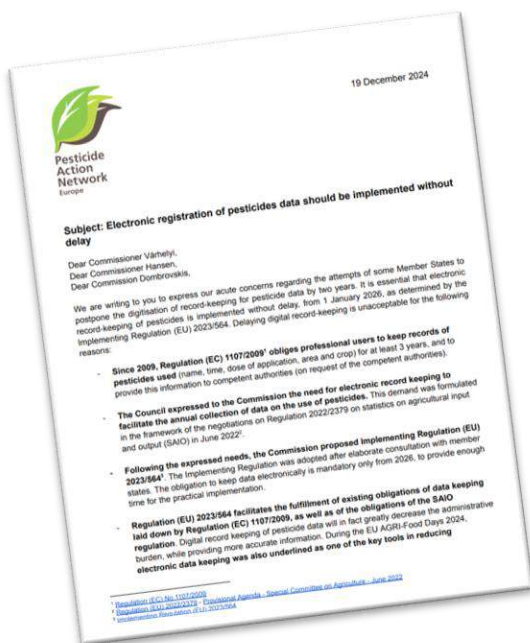 19 December 2024
Pesticide
Action
Network
Europe
Subject: Electronic registration of pesticides data should be implemented without
delay
Dear Commissioner Várhelyi,
Dear Commissioner Hansen,
Dear Commission Dombrovskis,
We are writing to you to express our acute concerns regarding the attempts of some Member States to
postpone the digitisation of record-keeping for pesticide data by two years. It is essential that electronic
record-keeping of pesticides is implemented without delay, from 1 January 2026, as determined by the
Implementing Regulation (EU) 2023/564. Delaying digital record-keeping is unacceptable for the following
reasons:
- Since 2009, Regulation (EC) 1107/2009¹ obliges professional users to keep records of
pesticides used (name, time, dose of application, area and crop) for at least 3 years, and to
provide this information to competent authorities (on request of the competent authorities).
- The Council expressed to the Commission the need for electronic record keeping to
facilitate the annual collection of data on the use of pesticides. This demand was formulated
in the framework of the negotiations on Regulation 2022/2379 on statistics on agricultural input
and output (SAIO) in June 2022².
- Following the expressed needs, the Commission proposed Implementing Regulation (EU)
2023/564³. The Implementing Regulation was adopted after elaborate consultation with member
states. The obligation to keep data electronically is mandatory only from 2026, to provide enough
time for the practical implementation.
- Regulation (EU) 2023/564 facilitates the fulfillment of existing obligations of data keeping
laid down by Regulation (EC) 1107/2009, as well as of the obligations of the SAIO
regulation. Digital record keeping of pesticide data will in fact greatly decrease the administrative
burden, while providing more accurate information. During the EU AGRI-Food Days 2024,
electronic data keeping was also underlined as one of the key tools in reducing
¹ Regulation (EC) No 1107/2009
² Regulation (EU) 2022/2379 - Provisional Agenda - Special Committee on Agriculture - June 2022
³ Implementing Regulation (EU) 2023/564